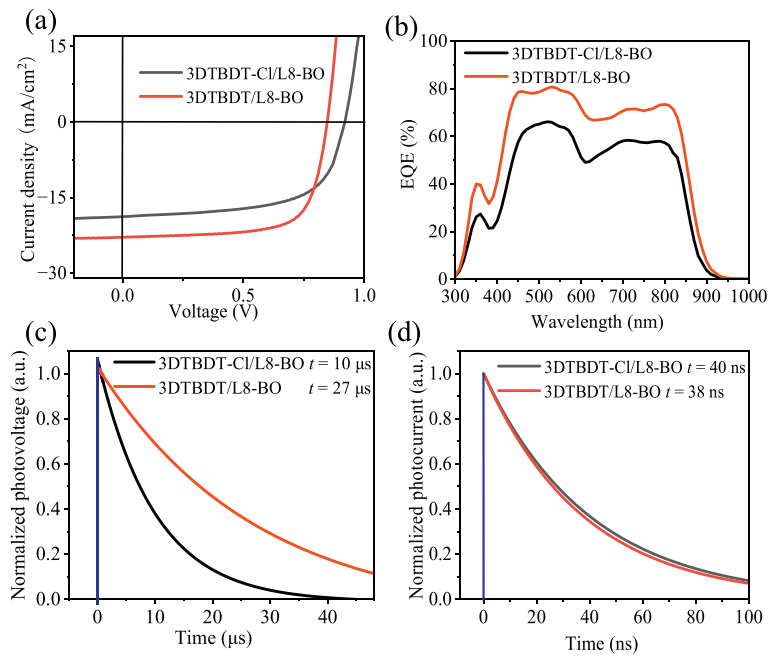 (a)
15
0
−15
−30
Current density (mA/cm²)
3DTBDT-Cl/L8-BO
3DTBDT/L8-BO
0.0
0.5
1.0
Voltage (V)
(b)
100
80
60
40
20
0
EQE (%)
3DTBDT-Cl/L8-BO
3DTBDT/L8-BO
300 400 500 600 700 800 900 1000
Wavelength (nm)
(c)
1.0
0.8
0.6
0.4
0.2
0.0
Normalized photovoltage (a.u.)
3DTBDT-Cl/L8-BO t = 10 μs
3DTBDT/L8-BO t = 27 μs
0
20
40
Time (μs)
(d)
1.0
0.8
0.6
0.4
0.2
0.0
Normalized photocurrent (a.u.)
3DTBDT-Cl/L8-BO t = 40 ns
3DTBDT/L8-BO t = 38 ns
0 20 40 60 80 100
Time (ns)